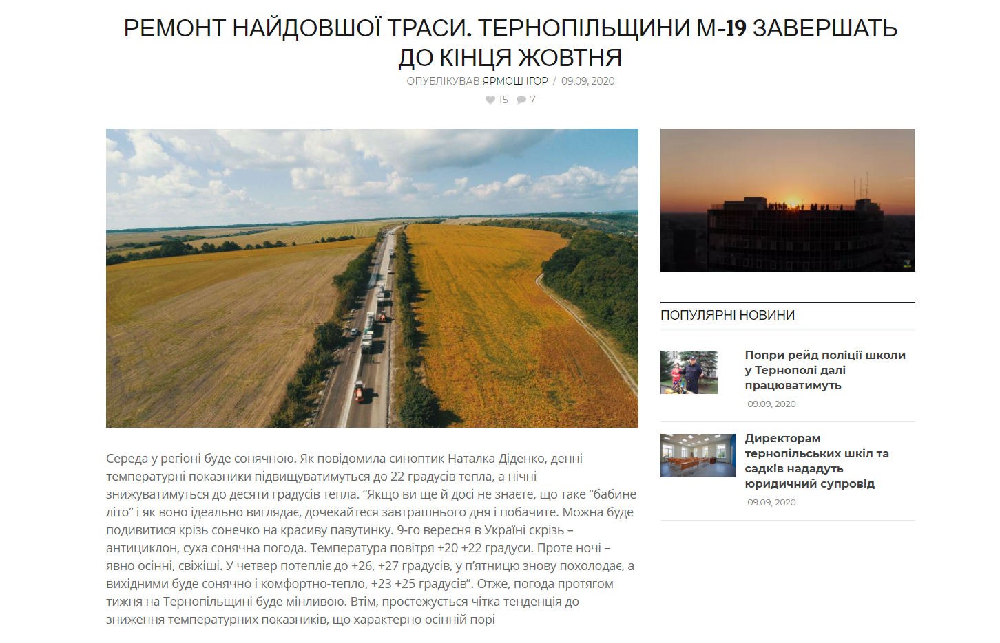 РЕМОНТ НАЙДОВШОЇ ТРАСИ. ТЕРНОПІЛЬЩИНИ М-19 ЗАВЕРШАТЬ
ДО КІНЦЯ ЖОВТНЯ
ОПУБЛІКУВАВ ЯРМОШ ІГОР / 09.09, 2020
15 7
Середа у регіоні буде сонячною. Як повідомила синоптик Наталка Діденко, денні
температурні показники підвищуватимуться до 22 градусів тепла, а нічні
знижуватимуться до десяти градусів тепла. “Якщо ви ще й досі не знаєте, що таке “бабине
літо” і як воно ідеально виглядає, дочекайтеся завтрашнього дня і побачите. Можна буде
подивитися крізь сонечко на красиву павутинку. 9-го вересня в Україні скрізь –
антициклон, суха сонячна погода. Температура повітря +20 +22 градуси. Проте ночі –
явно осінні, свіжіші. У четвер потепліє до +26, +27 градусів, у п’ятницю знову похолодає, а
вихідними буде сонячно і комфортно-тепло, +23 +25 градусів”. Отже, погода протягом
тижня на Тернопільщині буде мінливою. Втім, простежується чітка тенденція до
зниження температурних показників, що характерно осінній порі
ПОПУЛЯРНІ НОВИНИ
Попри рейд поліції школи
у Тернополі далі
працюватимуть
09.09, 2020
Директорам
тернопільських шкіл та
садків нададуть
юридичний супровід
09.09, 2020